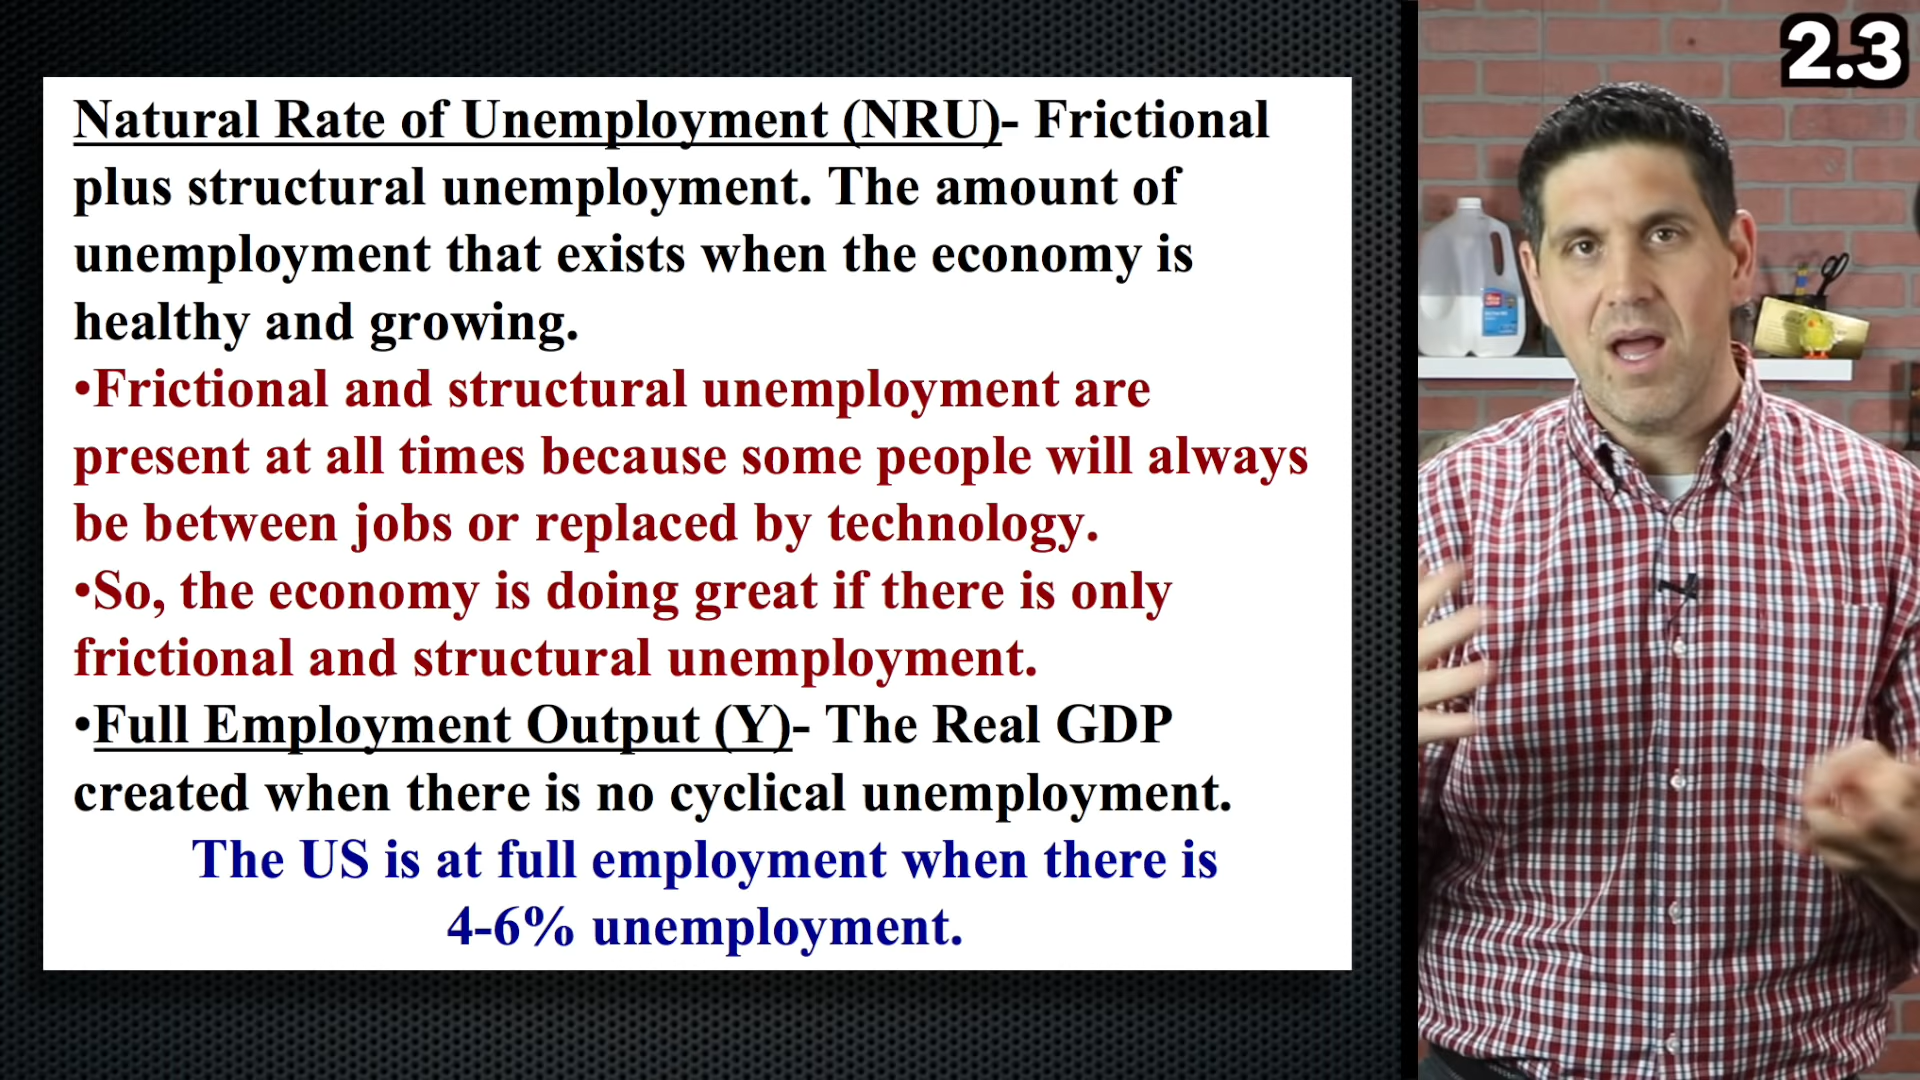 2.3
Natural Rate of Unemployment (NRU)- Frictional
plus structural unemployment. The amount of
unemployment that exists when the economy is
healthy and growing.
•Frictional and structural unemployment are
present at all times because some people will always
be between jobs or replaced by technology.
•So, the economy is doing great if there is only
frictional and structural unemployment.
•Full Employment Output (Y)- The Real GDP
created when there is no cyclical unemployment.
The US is at full employment when there is
4-6% unemployment.